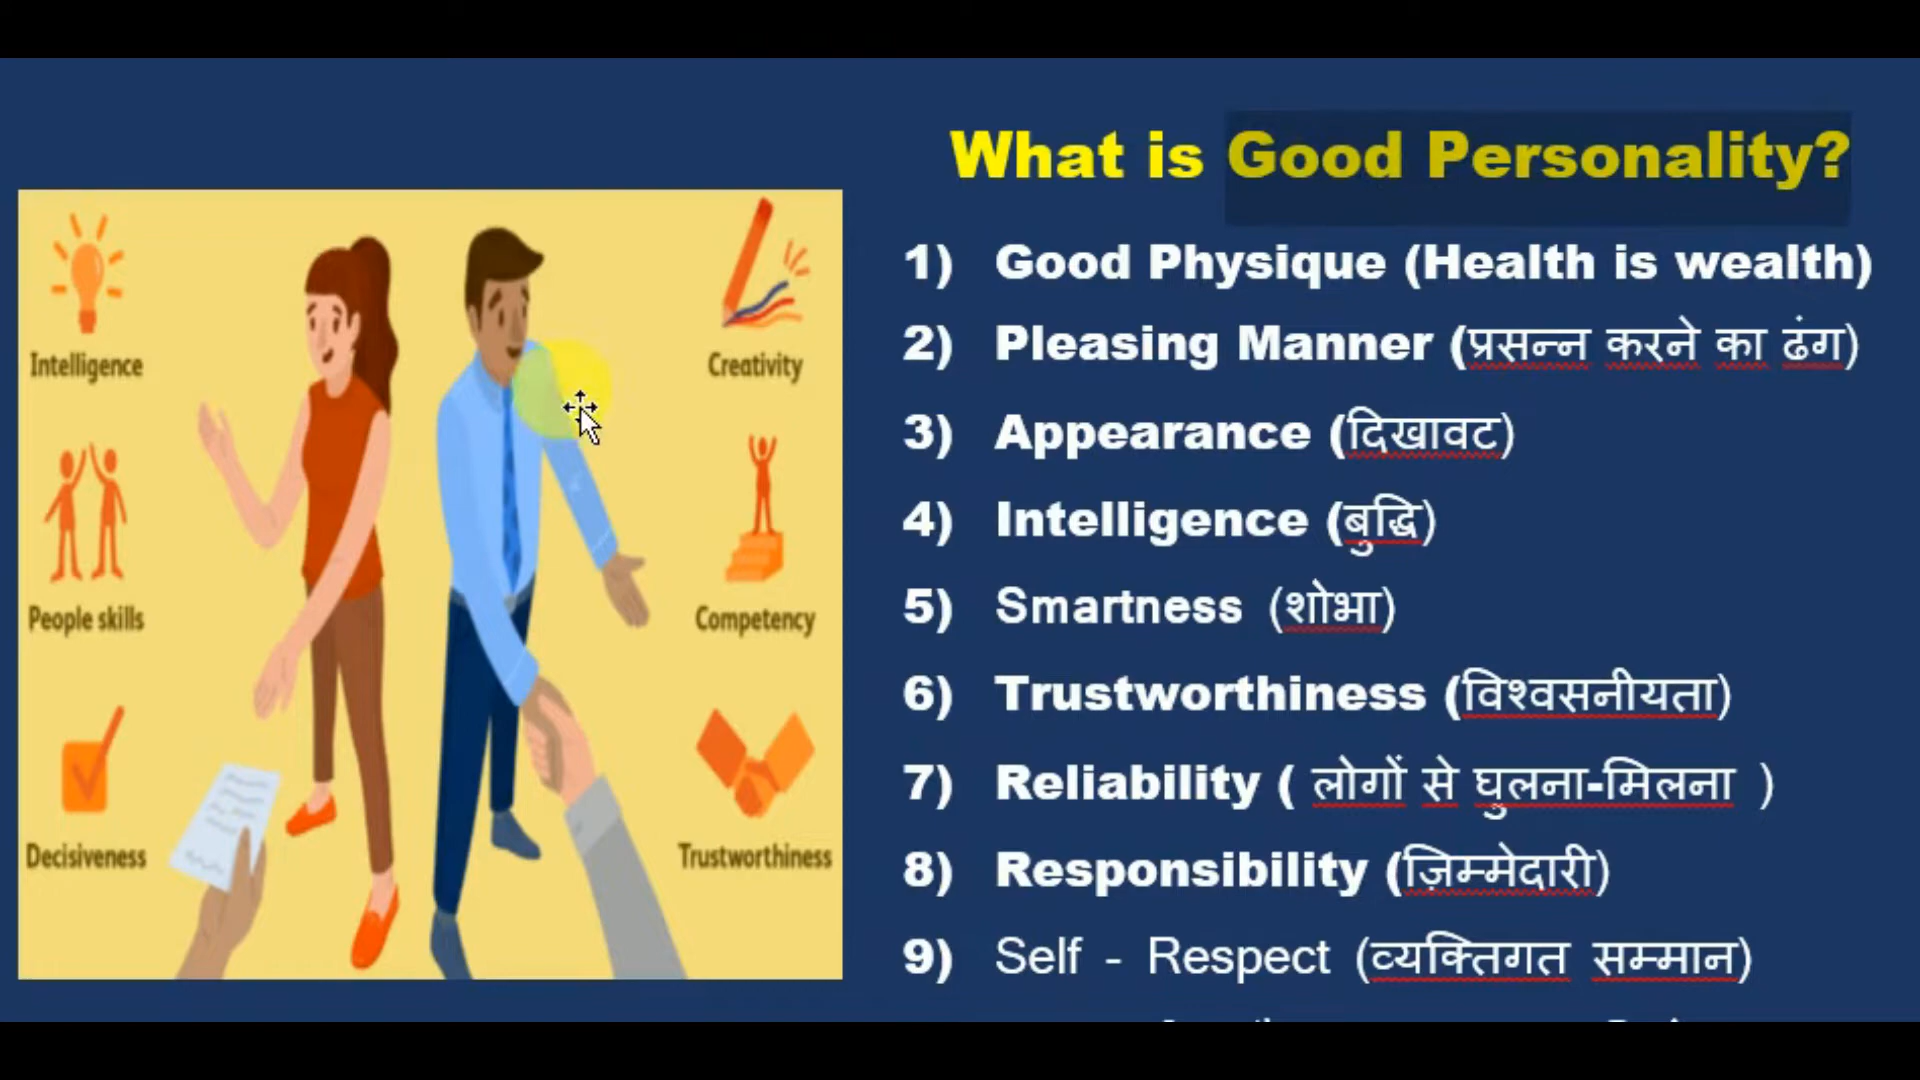 What is Good Personality?
1) Good Physique (Health is wealth)
2) Pleasing Manner (प्रसन्न करने का ढंग)
3) Appearance (दिखावट)
4) Intelligence (बुद्धि)
5) Smartness (शोभा)
6) Trustworthiness (विश्वसनीयता)
7) Reliability ( लोगों से घुलना-मिलना )
8) Responsibility (ज़िम्मेदारी)
9) Self - Respect (व्यक्तिगत सम्मान)
Intelligence
Creativity
People skills
Competency
Decisiveness
Trustworthiness